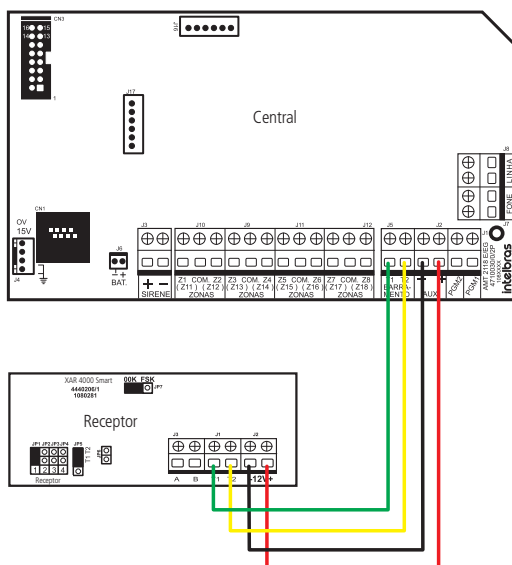 CN3
16 15
14 13
1
J16
J17
Central
J8
LINHA
FONE
J7
CN1
0V
15V
J4
J6
BAT.
J3
J10
J9
J11
J12
J5
J2
J1
+ −
SIRENE
Z1 COM. Z2
(Z11) (Z12)
ZONAS
Z3 COM. Z4
(Z13) (Z14)
ZONAS
Z5 COM. Z6
(Z15) (Z16)
ZONAS
Z7 COM. Z8
(Z17) (Z18)
ZONAS
BARRA-
MENTO
− +
AUX.
PGM2
PGM1
AMT 2118 E/EG
intelbras
XAR 4000 Smart
4440206/1
1080281
00K FSK
JP7
Receptor
JP1 JP2 JP3 JP4
JP5
T1 T2
1 2 3 4
Receptor
J3
J1
J2
A B T1 T2 -12V+